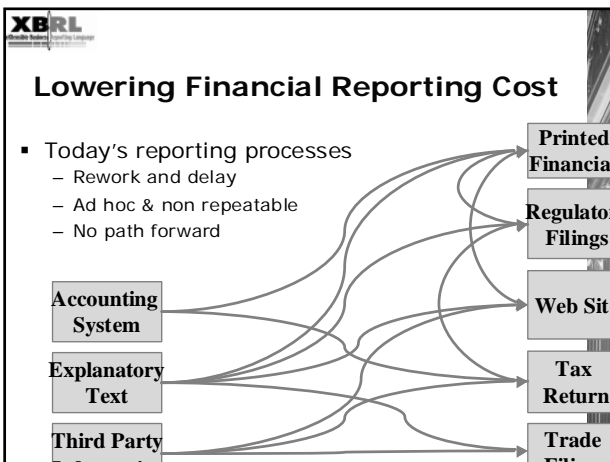 XBRL
Lowering Financial Reporting Cost
▪ Today's reporting processes
– Rework and delay
– Ad hoc & non repeatable
– No path forward
Printed
Financia
Regulator
Filings
Web Sit
Tax
Return
Trade
Accounting
System
Explanatory
Text
Third Party